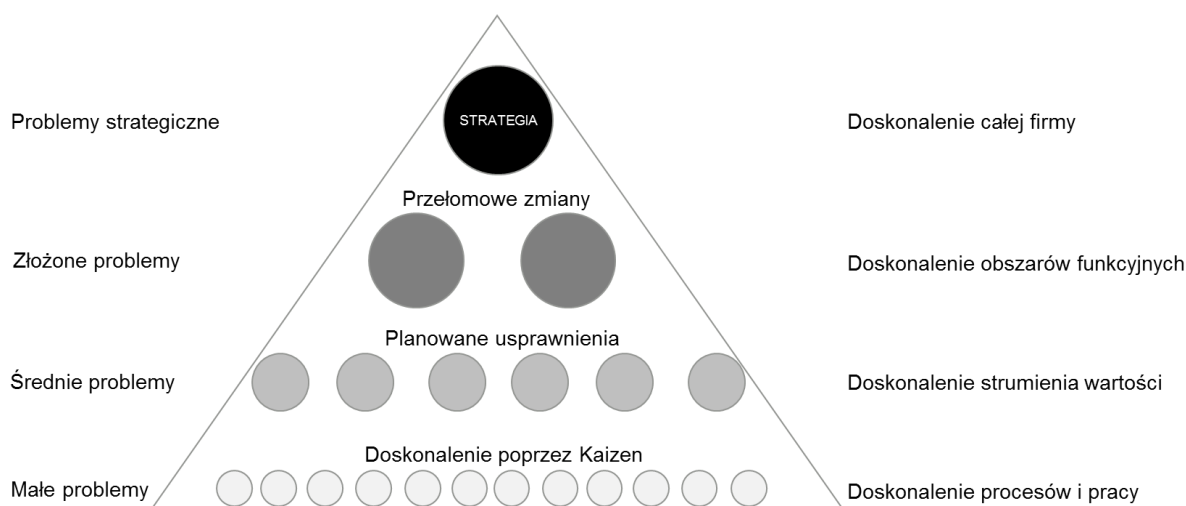 Problemy strategiczne
STRATEGIA
Doskonalenie całej firmy
Przełomowe zmiany
Złożone problemy
Doskonalenie obszarów funkcyjnych
Planowane usprawnienia
Średnie problemy
Doskonalenie strumienia wartości
Doskonalenie poprzez Kaizen
Małe problemy
Doskonalenie procesów i pracy